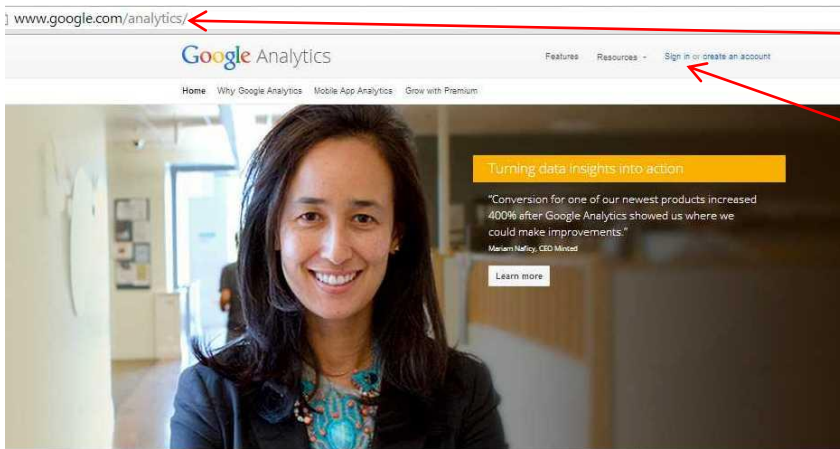 www.google.com/analytics/
Google Analytics
Features Resources Sign in or create an account
Home Why Google Analytics Mobile App Analytics Grow with Premium
Turning data insights into action
"Conversion for one of our newest products increased
400% after Google Analytics showed us where we
could make improvements."
Mariam Naficy, CEO Minted
Learn more